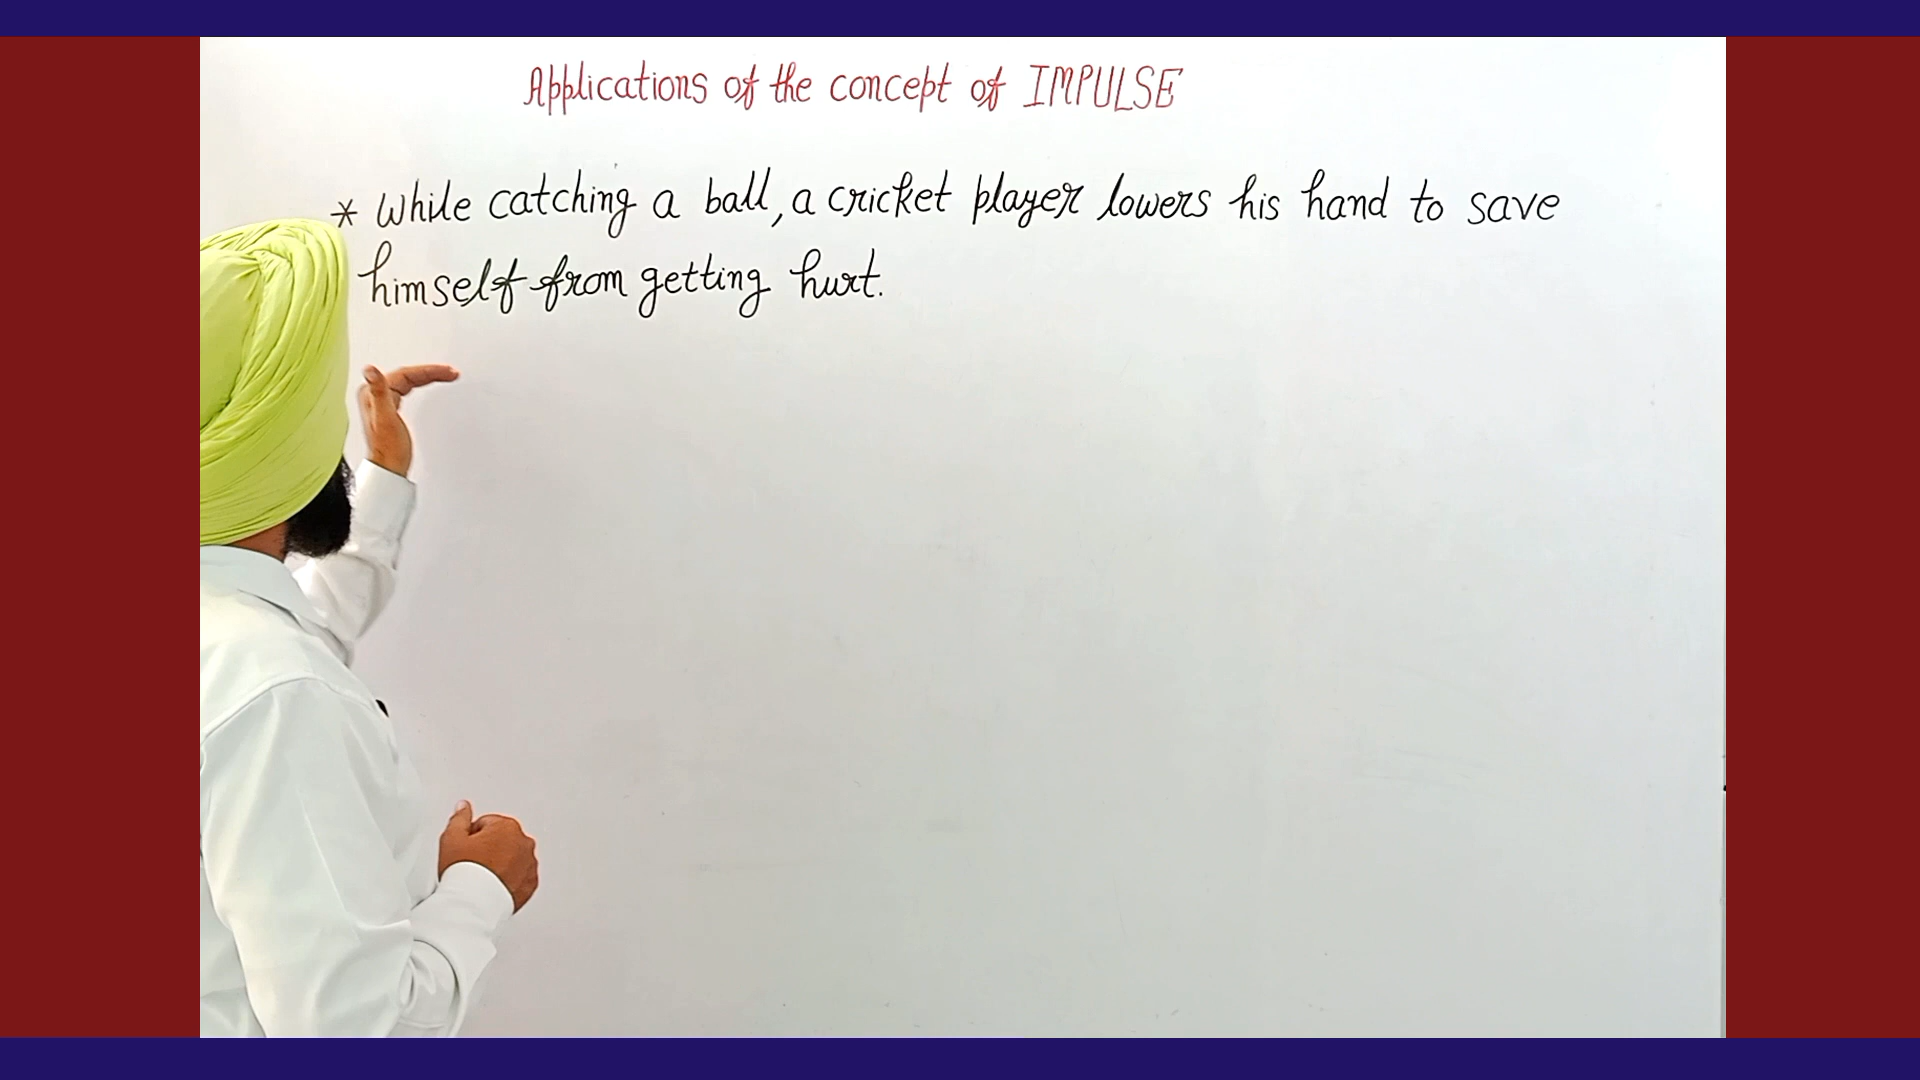 Applications of the concept of IMPULSE
* While catching a ball, a cricket player lowers his hand to save
himself from getting hurt.